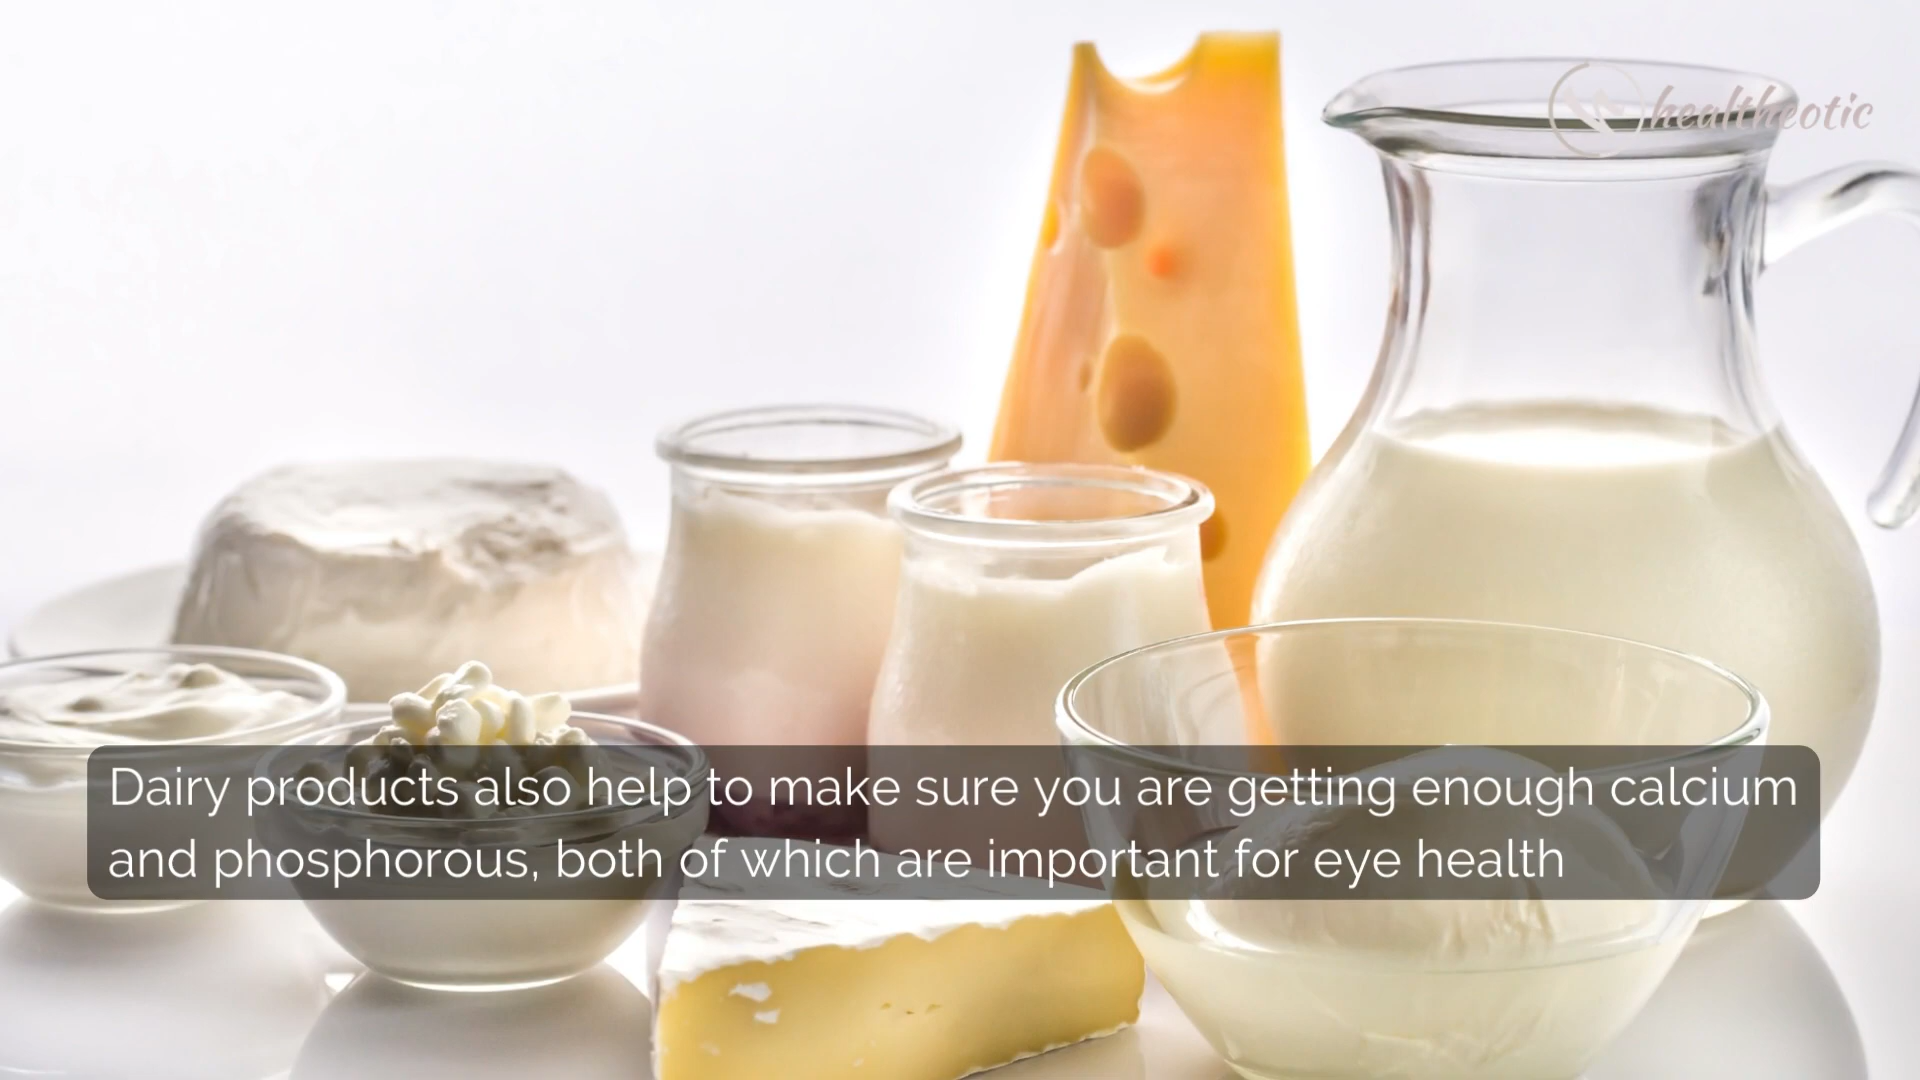 healtheotic
Dairy products also help to make sure you are getting enough calcium
and phosphorous, both of which are important for eye health